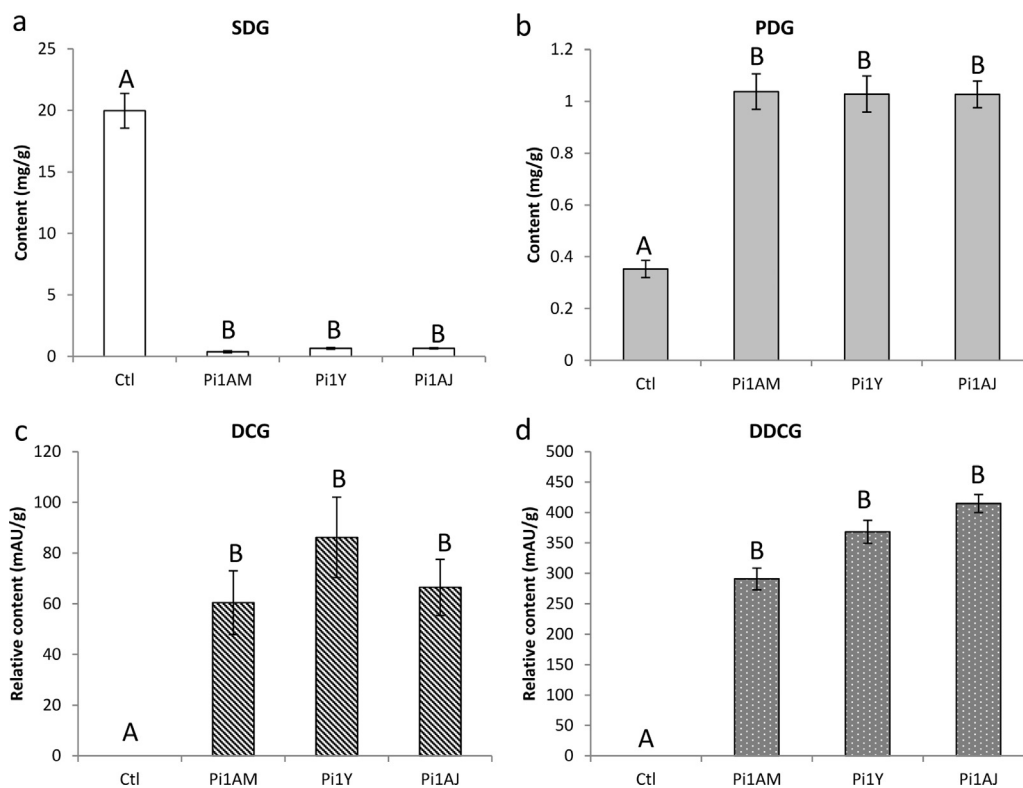 a
SDG
Content (mg/g)
25
20
15
10
5
0
A
B
B
B
Ctl
Pi1AM
Pi1Y
Pi1AJ
b
PDG
Content (mg/g)
1.2
1
0.8
0.6
0.4
0.2
0
A
B
B
B
Ctl
Pi1AM
Pi1Y
Pi1AJ
c
DCG
Relative content (mAU/g)
120
100
80
60
40
20
0
A
B
B
B
Ctl
Pi1AM
Pi1Y
Pi1AJ
d
DDCG
Relative content (mAU/g)
500
450
400
350
300
250
200
150
100
50
0
A
B
B
B
Ctl
Pi1AM
Pi1Y
Pi1AJ